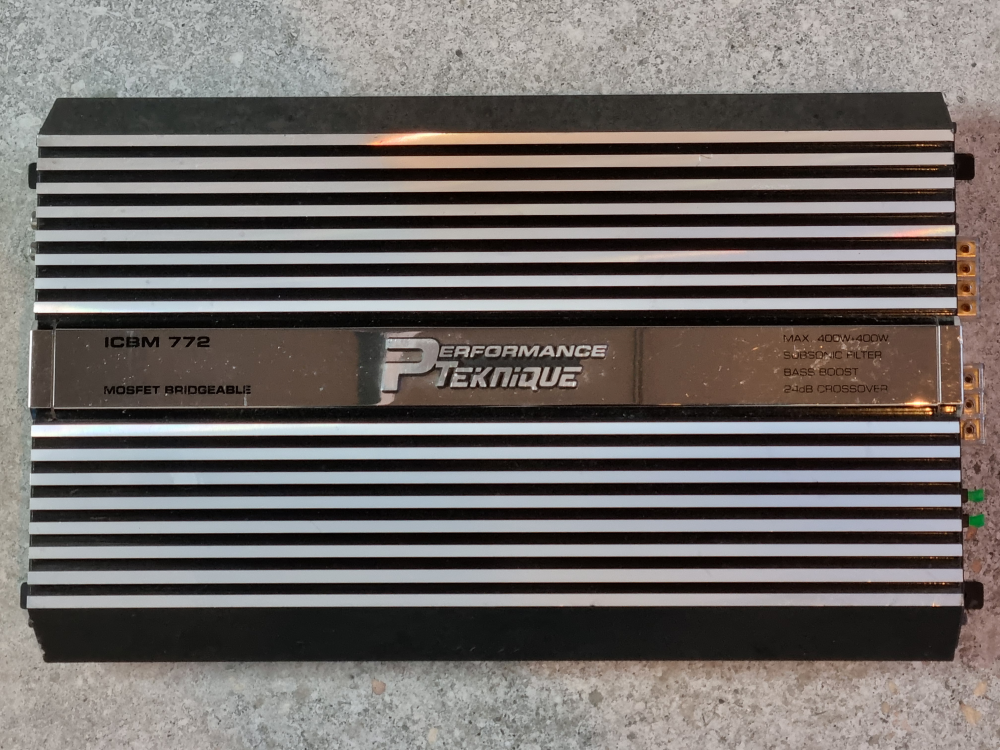 ICBM 772
MOSFET BRIDGEABLE
PERFORMANCE
TEKNIQUE
MAX. 400W+400W
SUBSONIC FILTER
BASS BOOST
24dB CROSSOVER